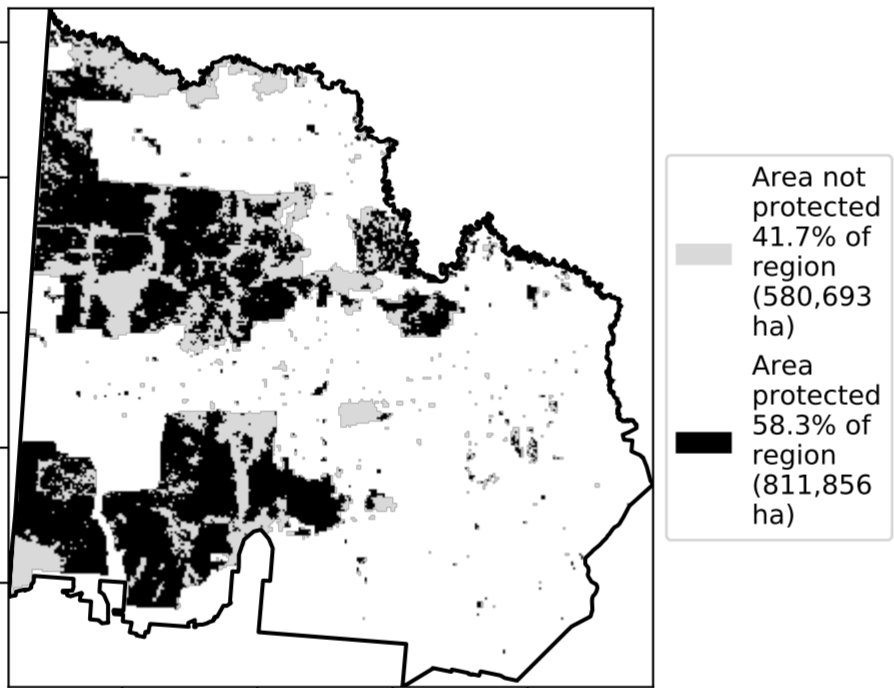 Area not
protected
41.7% of
region
(580,693
ha)
Area
protected
58.3% of
region
(811,856
ha)